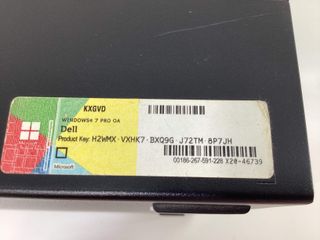 KXGVD
WINDOWS® 7 PRO OA
Dell
Product Key: H2WMX-VXHK7-BXQ9G-J72TM-8P7JH
00186-267-591-228 X20-46739
Microsoft